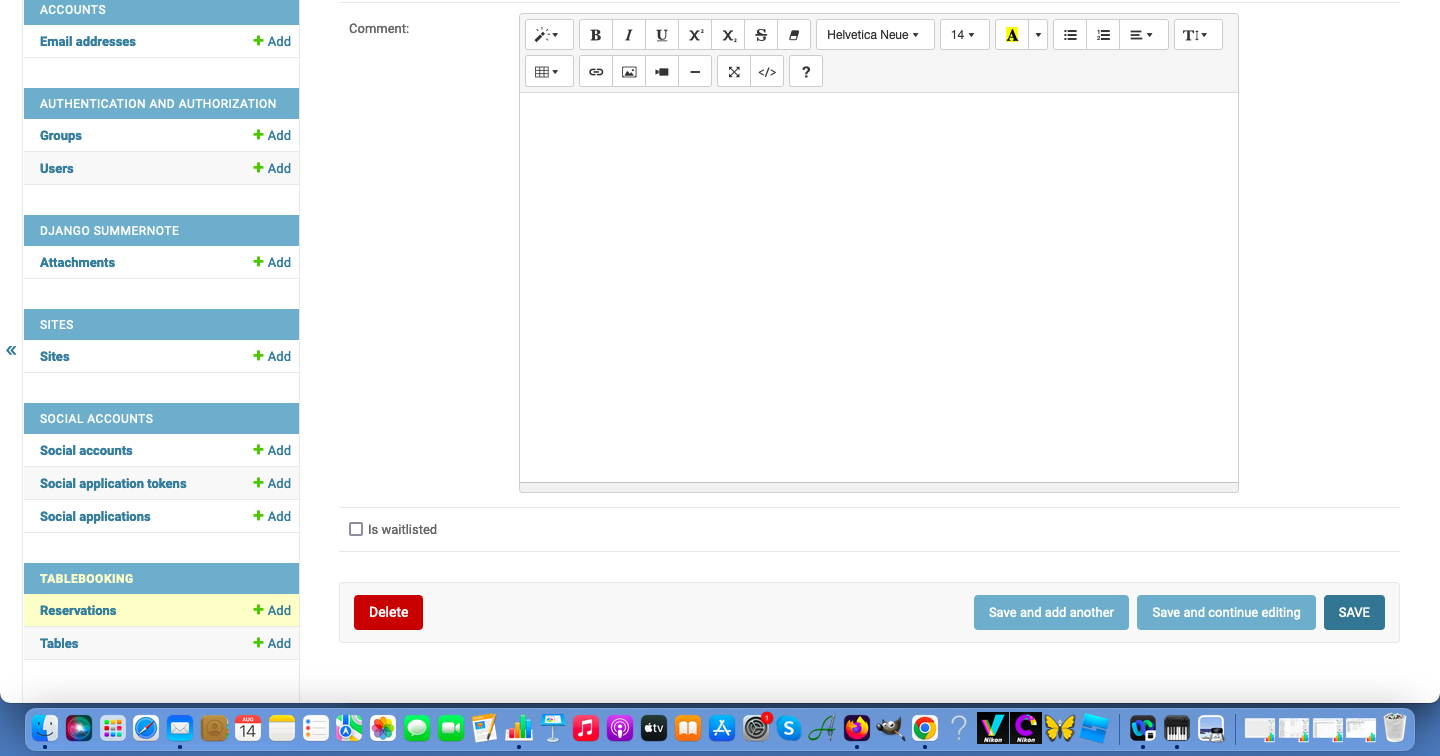 ACCOUNTS
Email addresses + Add
AUTHENTICATION AND AUTHORIZATION
Groups + Add
Users + Add
DJANGO SUMMERNOTE
Attachments + Add
SITES
Sites + Add
SOCIAL ACCOUNTS
Social accounts + Add
Social application tokens + Add
Social applications + Add
TABLEBOOKING
Reservations + Add
Tables + Add
«
Comment:
B I U X² X₂ S Helvetica Neue 14 A TI
</> ?
Is waitlisted
Delete Save and add another Save and continue editing SAVE
AUG
14
tv
1
S
Nikon
Nikon